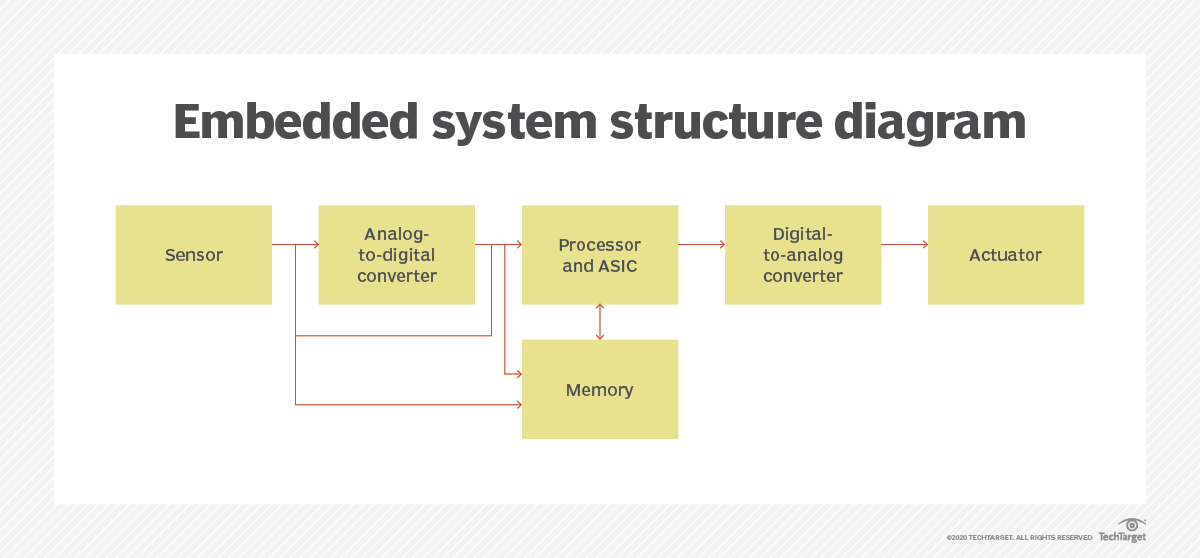 Embedded system structure diagram
Sensor
Analog-
to-digital
converter
Processor
and ASIC
Digital-
to-analog
converter
Actuator
Memory
©2020 TECHTARGET. ALL RIGHTS RESERVED TechTarget